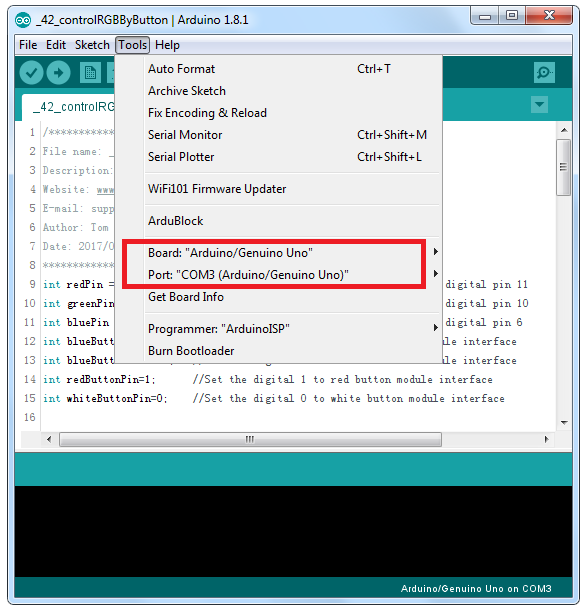 _42_controlRGBByButton | Arduino 1.8.1
File Edit Sketch Tools Help
_42_controlRG
Auto Format Ctrl+T
Archive Sketch
Fix Encoding & Reload
Serial Monitor Ctrl+Shift+M
Serial Plotter Ctrl+Shift+L
WiFi101 Firmware Updater
ArduBlock
Board: "Arduino/Genuino Uno"
Port: "COM3 (Arduino/Genuino Uno)"
Get Board Info
Programmer: "ArduinoISP"
Burn Bootloader
1 /************
2 File name: _
3 Description:
4 Website: www
5 E-mail: supp
6 Author: Tom
7 Date: 2017/0
8 ************
9 int redPin = digital pin 11
10 int greenPin digital pin 10
11 int bluePin digital pin 6
12 int blueButt le interface
13 int blueButt le interface
14 int redButtonPin=1; //Set the digital 1 to red button module interface
15 int whiteButtonPin=0; //Set the digital 0 to white button module interface
16
Arduino/Genuino Uno on COM3